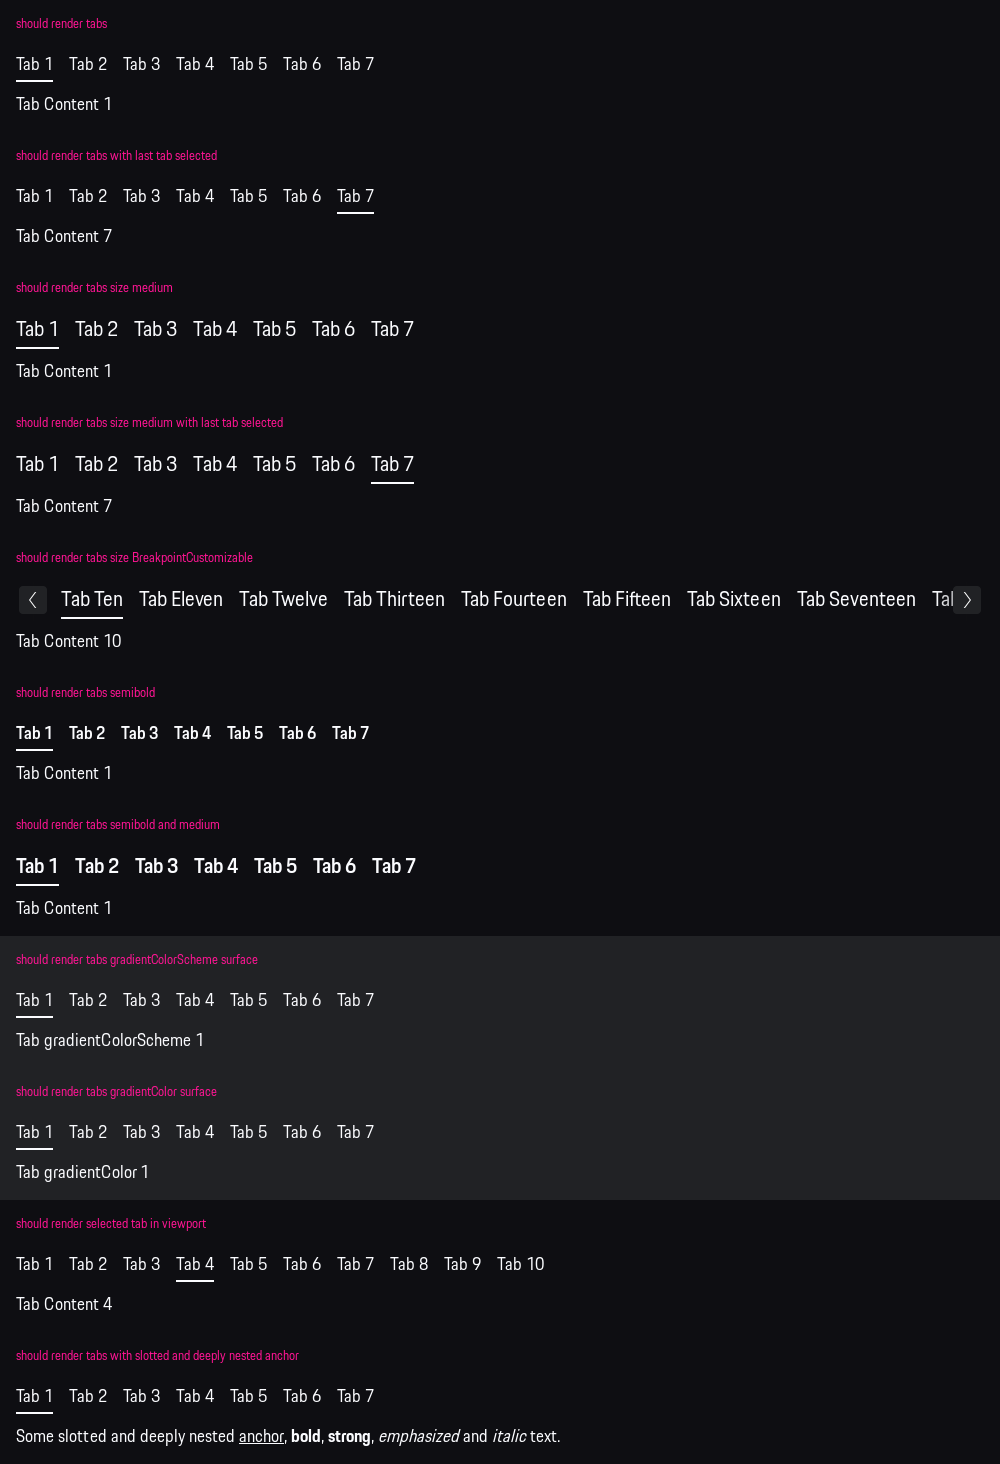 should render tabs
Tab 1 Tab 2 Tab 3 Tab 4 Tab 5 Tab 6 Tab 7
Tab Content 1
should render tabs with last tab selected
Tab 1 Tab 2 Tab 3 Tab 4 Tab 5 Tab 6 Tab 7
Tab Content 7
should render tabs size medium
Tab 1 Tab 2 Tab 3 Tab 4 Tab 5 Tab 6 Tab 7
Tab Content 1
should render tabs size medium with last tab selected
Tab 1 Tab 2 Tab 3 Tab 4 Tab 5 Tab 6 Tab 7
Tab Content 7
should render tabs size BreakpointCustomizable
Tab Ten Tab Eleven Tab Twelve Tab Thirteen Tab Fourteen Tab Fifteen Tab Sixteen Tab Seventeen
Tab Content 10
should render tabs semibold
Tab 1 Tab 2 Tab 3 Tab 4 Tab 5 Tab 6 Tab 7
Tab Content 1
should render tabs semibold and medium
Tab 1 Tab 2 Tab 3 Tab 4 Tab 5 Tab 6 Tab 7
Tab Content 1
should render tabs gradientColorScheme surface
Tab 1 Tab 2 Tab 3 Tab 4 Tab 5 Tab 6 Tab 7
Tab gradientColorScheme 1
should render tabs gradientColor surface
Tab 1 Tab 2 Tab 3 Tab 4 Tab 5 Tab 6 Tab 7
Tab gradientColor 1
should render selected tab in viewport
Tab 1 Tab 2 Tab 3 Tab 4 Tab 5 Tab 6 Tab 7 Tab 8 Tab 9 Tab 10
Tab Content 4
should render tabs with slotted and deeply nested anchor
Tab 1 Tab 2 Tab 3 Tab 4 Tab 5 Tab 6 Tab 7
Some slotted and deeply nested anchor, bold, strong, emphasized and italic text.